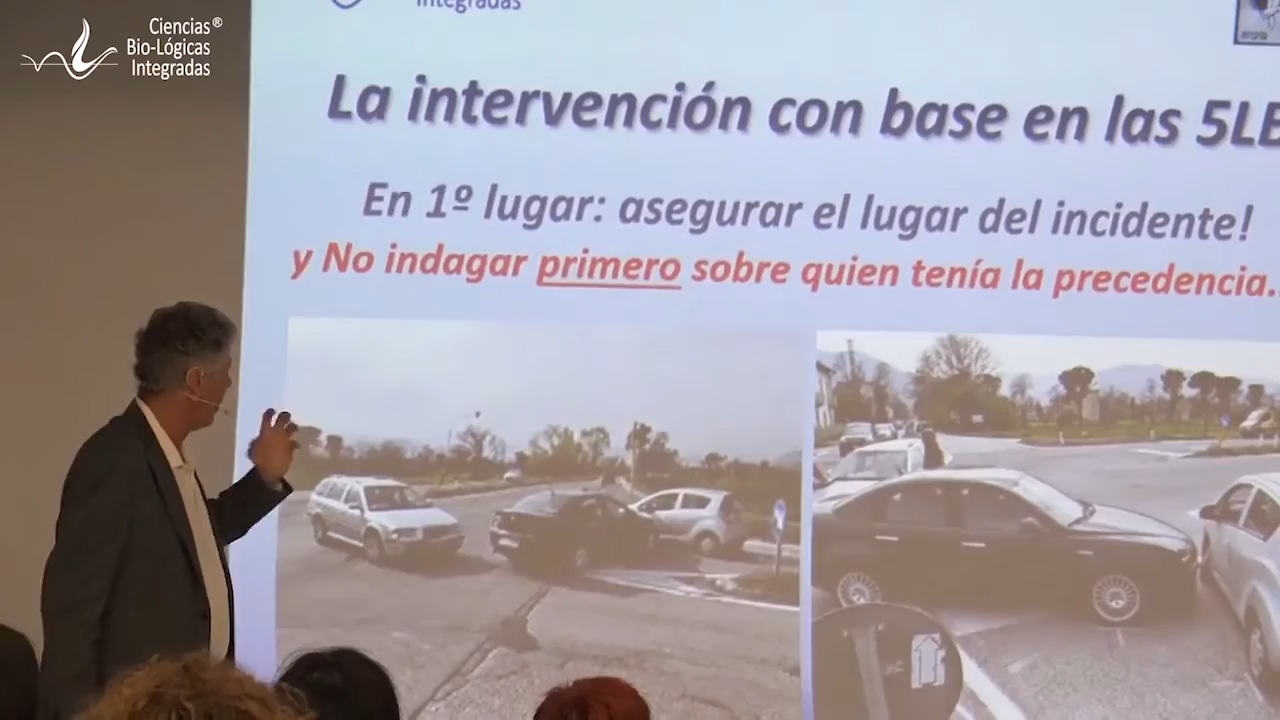 Ciencias®
Bio-Lógicas
Integradas
Integradas
La intervención con base en las 5LB
En 1º lugar: asegurar el lugar del incidente!
y No indagar primero sobre quien tenía la precedencia..